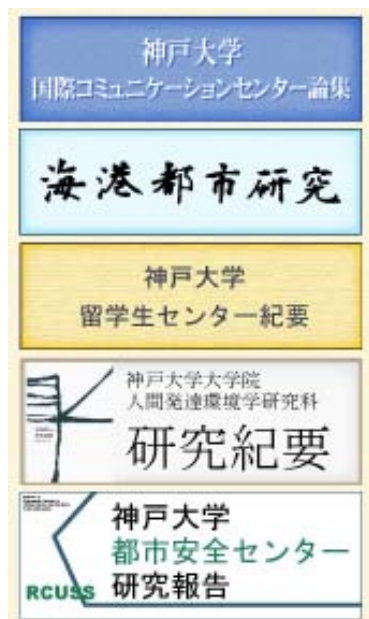 神戸大学
国際コミュニケーションセンター論集
海港都市研究
神戸大学
留学生センター紀要
神戸大学大学院
人間発達環境学研究科
研究紀要
神戸大学
都市安全センター
RCUSS 研究報告